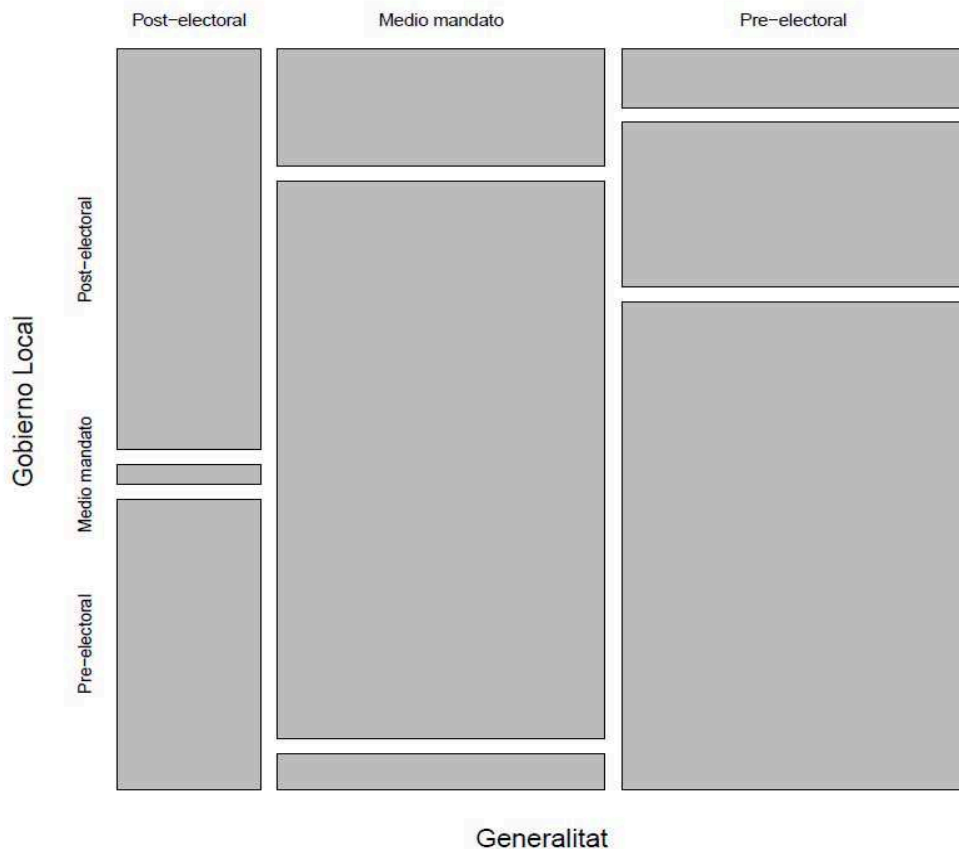 Post-electoral
Medio mandato
Pre-electoral
Gobierno Local
Post-electoral
Medio mandato
Pre-electoral
Generalitat